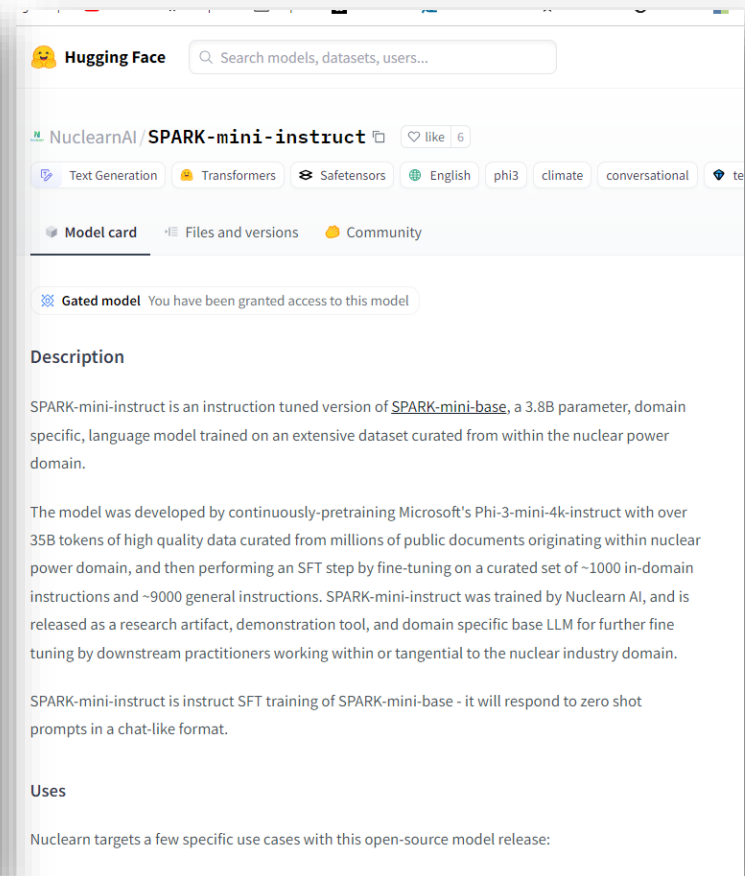 Hugging Face
Search models, datasets, users...
NuclearnAI/SPARK-mini-instruct
like 6
Text Generation Transformers Safetensors English phi3 climate conversational te
Model card Files and versions Community
Gated model You have been granted access to this model
Description
SPARK-mini-instruct is an instruction tuned version of SPARK-mini-base, a 3.8B parameter, domain
specific, language model trained on an extensive dataset curated from within the nuclear power
domain.
The model was developed by continuously-pretraining Microsoft's Phi-3-mini-4k-instruct with over
35B tokens of high quality data curated from millions of public documents originating within nuclear
power domain, and then performing an SFT step by fine-tuning on a curated set of ~1000 in-domain
instructions and ~9000 general instructions. SPARK-mini-instruct was trained by Nuclearn AI, and is
released as a research artifact, demonstration tool, and domain specific base LLM for further fine
tuning by downstream practitioners working within or tangential to the nuclear industry domain.
SPARK-mini-instruct is instruct SFT training of SPARK-mini-base - it will respond to zero shot
prompts in a chat-like format.
Uses
Nuclearn targets a few specific use cases with this open-source model release: